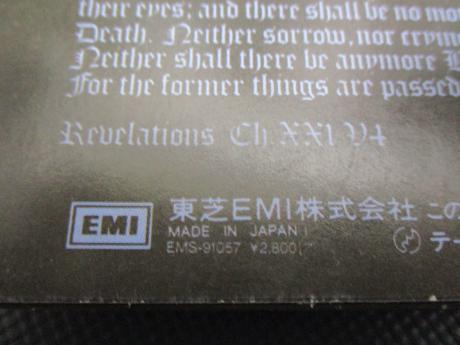 their eyes; and there shall be no mo
Death. Neither sorrow, nor crying
Neither shall there be anymore
For the former things are passed
Revelations Ch.XXI V4
EMI
東芝EMI株式会社 この
MADE IN JAPAN
EMS-91057 ¥2,800
テー